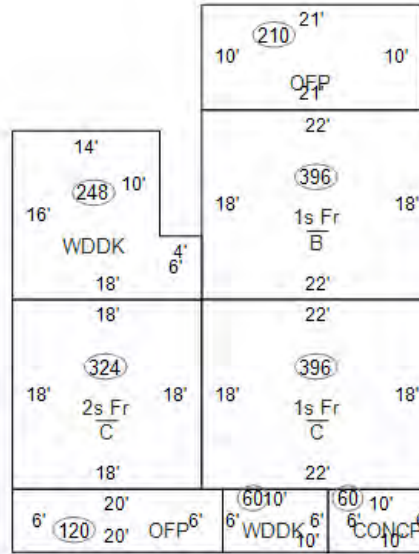 21'
210
10' 10'
OFP
21'
22'
396
18' 18'
1s Fr
B
22'
14'
248 10'
16'
WDDK
4'
6'
18'
18'
324
18' 18'
2s Fr
C
18'
22'
396
18' 18'
1s Fr
C
22'
20'
6' 120 20' OFP 6'
60 10'
6' WDDK 6'
10'
60 10'
6' CONCP 6'
10'